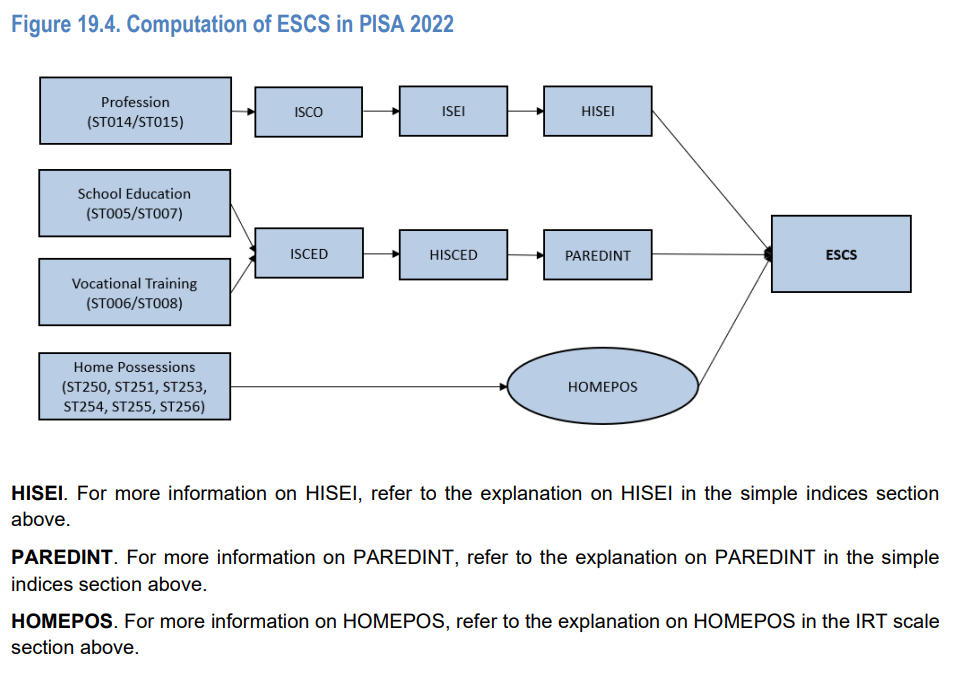 Figure 19.4. Computation of ESCS in PISA 2022
Profession
(ST014/ST015)
ISCO
ISEI
HISEI
School Education
(ST005/ST007)
Vocational Training
(ST006/ST008)
ISCED
HISCED
PAREDINT
ESCS
Home Possessions
(ST250, ST251, ST253,
ST254, ST255, ST256)
HOMEPOS
HISEI. For more information on HISEI, refer to the explanation on HISEI in the simple indices section
above.
PAREDINT. For more information on PAREDINT, refer to the explanation on PAREDINT in the simple
indices section above.
HOMEPOS. For more information on HOMEPOS, refer to the explanation on HOMEPOS in the IRT scale
section above.